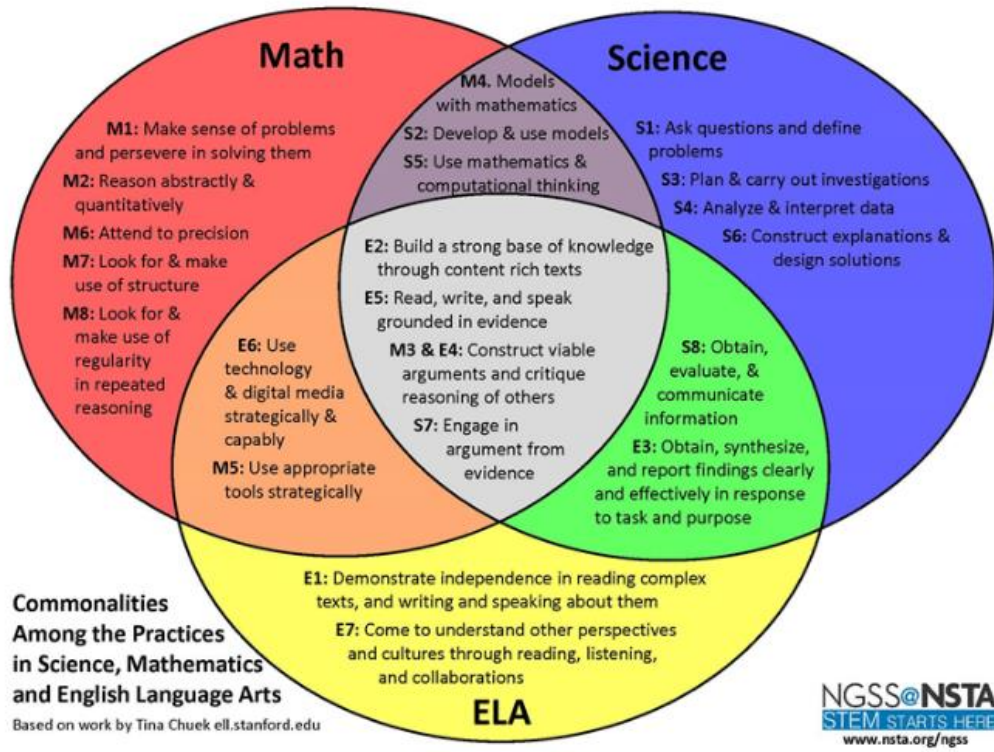 Math
Science
M4. Models
with mathematics
S2: Develop & use models
S5: Use mathematics &
computational thinking
M1: Make sense of problems
and persevere in solving them
M2: Reason abstractly &
quantitatively
M6: Attend to precision
M7: Look for & make
use of structure
M8: Look for &
make use of
regularity
in repeated
reasoning
S1: Ask questions and define
problems
S3: Plan & carry out investigations
S4: Analyze & interpret data
S6: Construct explanations &
design solutions
E2: Build a strong base of knowledge
through content rich texts
E5: Read, write, and speak
grounded in evidence
M3 & E4: Construct viable
arguments and critique
reasoning of others
S7: Engage in
argument from
evidence
E6: Use
technology
& digital media
strategically &
capably
M5: Use appropriate
tools strategically
S8: Obtain,
evaluate, &
communicate
information
E3: Obtain, synthesize,
and report findings clearly
and effectively in response
to task and purpose
E1: Demonstrate independence in reading complex
texts, and writing and speaking about them
E7: Come to understand other perspectives
and cultures through reading, listening,
and collaborations
ELA
Commonalities
Among the Practices
in Science, Mathematics
and English Language Arts
Based on work by Tina Chuek ell.stanford.edu
NGSS@NSTA
STEM STARTS HERE
www.nsta.org/ngss